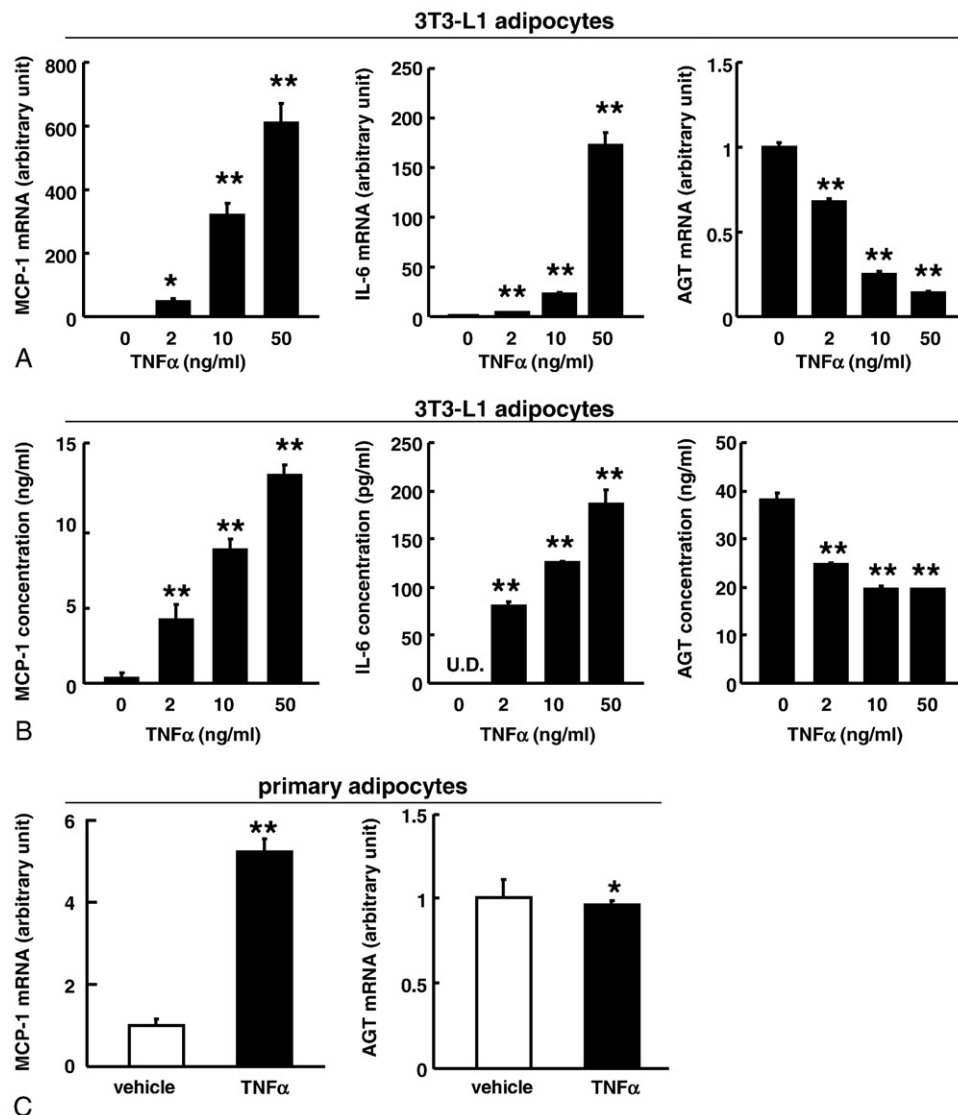 3T3-L1 adipocytes
MCP-1 mRNA (arbitrary unit)
800
600
400
200
0
*
**
**
0 2 10 50
TNFα (ng/ml)
IL-6 mRNA (arbitrary unit)
250
200
150
100
50
0
**
**
**
0 2 10 50
TNFα (ng/ml)
AGT mRNA (arbitrary unit)
1.5
1
0.5
0
**
**
**
0 2 10 50
TNFα (ng/ml)
A
3T3-L1 adipocytes
MCP-1 concentration (ng/ml)
15
10
5
0
**
**
**
0 2 10 50
TNFα (ng/ml)
IL-6 concentration (pg/ml)
250
200
150
100
50
0
U.D.
**
**
**
0 2 10 50
TNFα (ng/ml)
AGT concentration (ng/ml)
50
40
30
20
10
0
**
**
**
0 2 10 50
TNFα (ng/ml)
B
primary adipocytes
MCP-1 mRNA (arbitrary unit)
6
4
2
0
**
vehicle TNFα
AGT mRNA (arbitrary unit)
1.5
1
0.5
0
*
vehicle TNFα
C